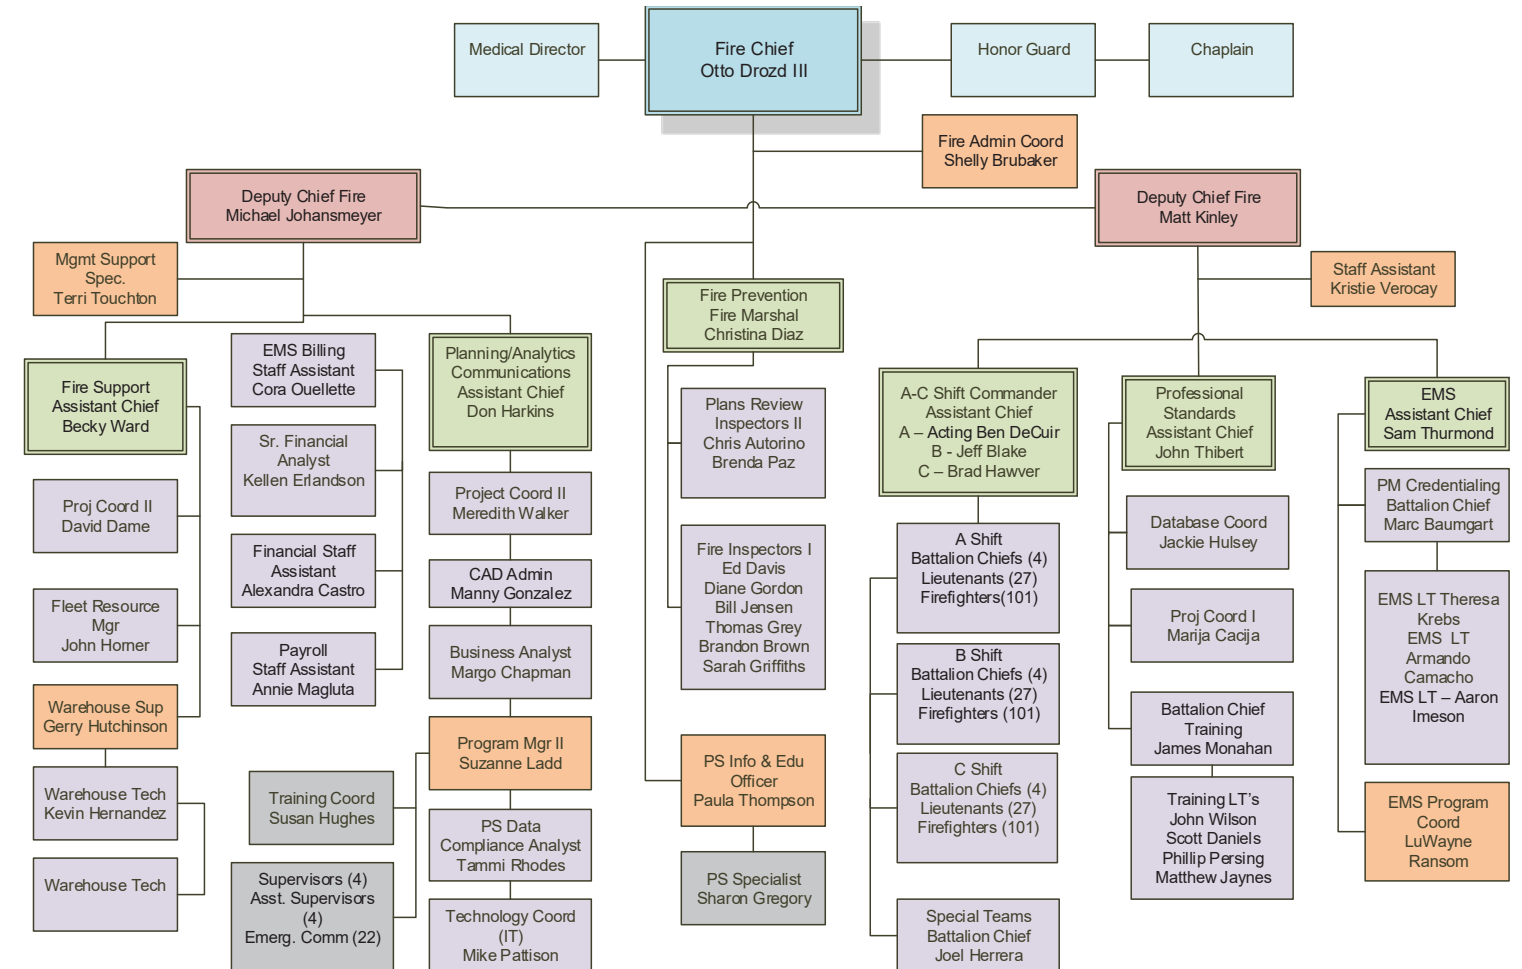 Medical Director
Fire Chief
Otto Drozd III
Honor Guard
Chaplain
Fire Admin Coord
Shelly Brubaker
Deputy Chief Fire
Michael Johansmeyer
Deputy Chief Fire
Matt Kinley
Mgmt Support
Spec.
Terri Touchton
Staff Assistant
Kristie Verocay
Fire Support
Assistant Chief
Becky Ward
Proj Coord II
David Dame
Fleet Resource
Mgr
John Horner
Warehouse Sup
Gerry Hutchinson
Warehouse Tech
Kevin Hernandez
Warehouse Tech
EMS Billing
Staff Assistant
Cora Ouellette
Sr. Financial
Analyst
Kellen Erlandson
Financial Staff
Assistant
Alexandra Castro
Payroll
Staff Assistant
Annie Magluta
Planning/Analytics
Communications
Assistant Chief
Don Harkins
Project Coord II
Meredith Walker
CAD Admin
Manny Gonzalez
Business Analyst
Margo Chapman
Program Mgr II
Suzanne Ladd
Training Coord
Susan Hughes
Supervisors (4)
Asst. Supervisors
(4)
Emerg. Comm (22)
PS Data
Compliance Analyst
Tammi Rhodes
Technology Coord
(IT)
Mike Pattison
Fire Prevention
Fire Marshal
Christina Diaz
Plans Review
Inspectors II
Chris Autorino
Brenda Paz
Fire Inspectors I
Ed Davis
Diane Gordon
Bill Jensen
Thomas Grey
Brandon Brown
Sarah Griffiths
PS Info & Edu
Officer
Paula Thompson
PS Specialist
Sharon Gregory
A-C Shift Commander
Assistant Chief
A – Acting Ben DeCuir
B - Jeff Blake
C – Brad Hawver
A Shift
Battalion Chiefs (4)
Lieutenants (27)
Firefighters(101)
B Shift
Battalion Chiefs (4)
Lieutenants (27)
Firefighters (101)
C Shift
Battalion Chiefs (4)
Lieutenants (27)
Firefighters (101)
Special Teams
Battalion Chief
Joel Herrera
Professional
Standards
Assistant Chief
John Thibert
Database Coord
Jackie Hulsey
Proj Coord I
Marija Cacija
Battalion Chief
Training
James Monahan
Training LT’s
John Wilson
Scott Daniels
Phillip Persing
Matthew Jaynes
EMS
Assistant Chief
Sam Thurmond
PM Credentialing
Battalion Chief
Marc Baumgart
EMS LT Theresa
Krebs
EMS LT
Armando
Camacho
EMS LT – Aaron
Imeson
EMS Program
Coord
LuWayne
Ransom